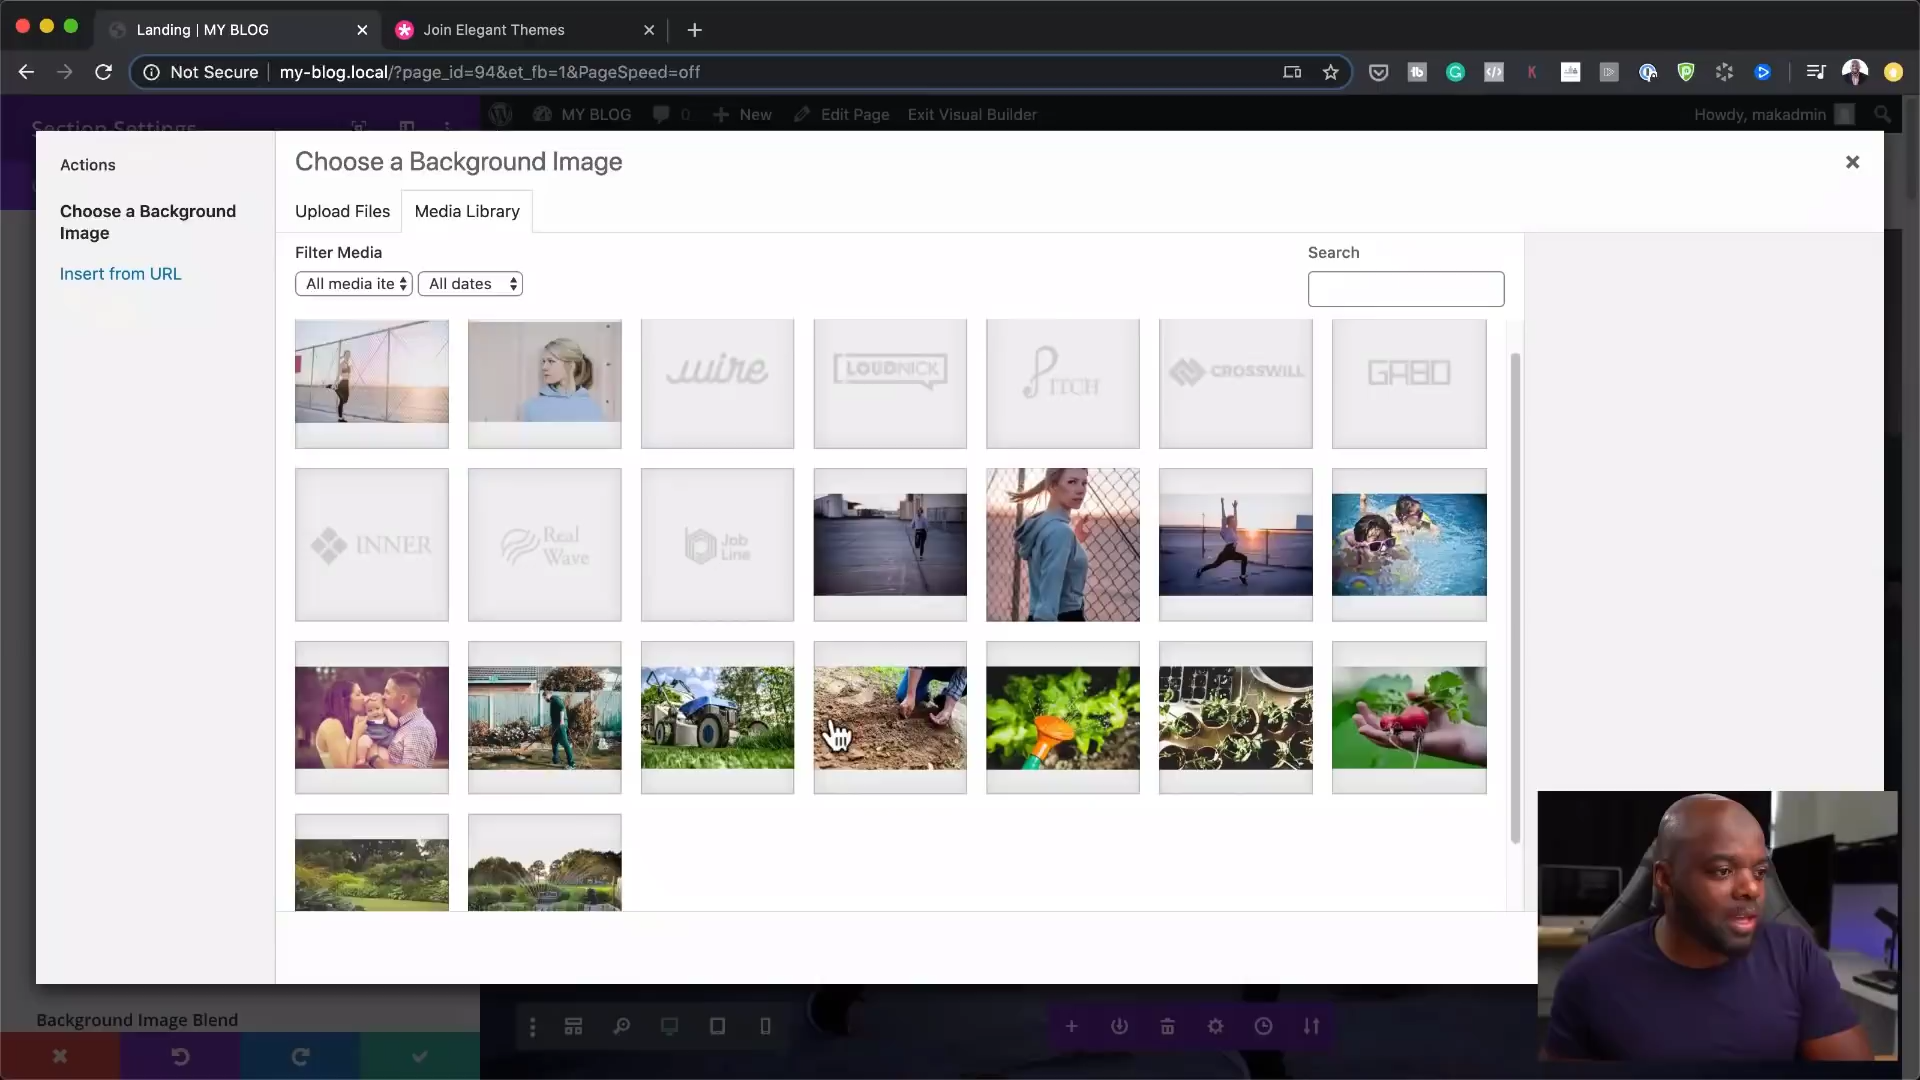 Landing | MY BLOG
Join Elegant Themes
Not Secure
my-blog.local/?page_id=94&et_fb=1&PageSpeed=off
Section Settings
MY BLOG
0
New
Edit Page
Exit Visual Builder
Howdy, makadmin
Actions
Choose a Background Image
Choose a Background
Image
Insert from URL
Upload Files
Media Library
Filter Media
All media ite
All dates
Search
wire
LOUDNICK
PITCH
CROSSWILL
GABO
INNER
Real
Wave
Job
Line
Background Image Blend